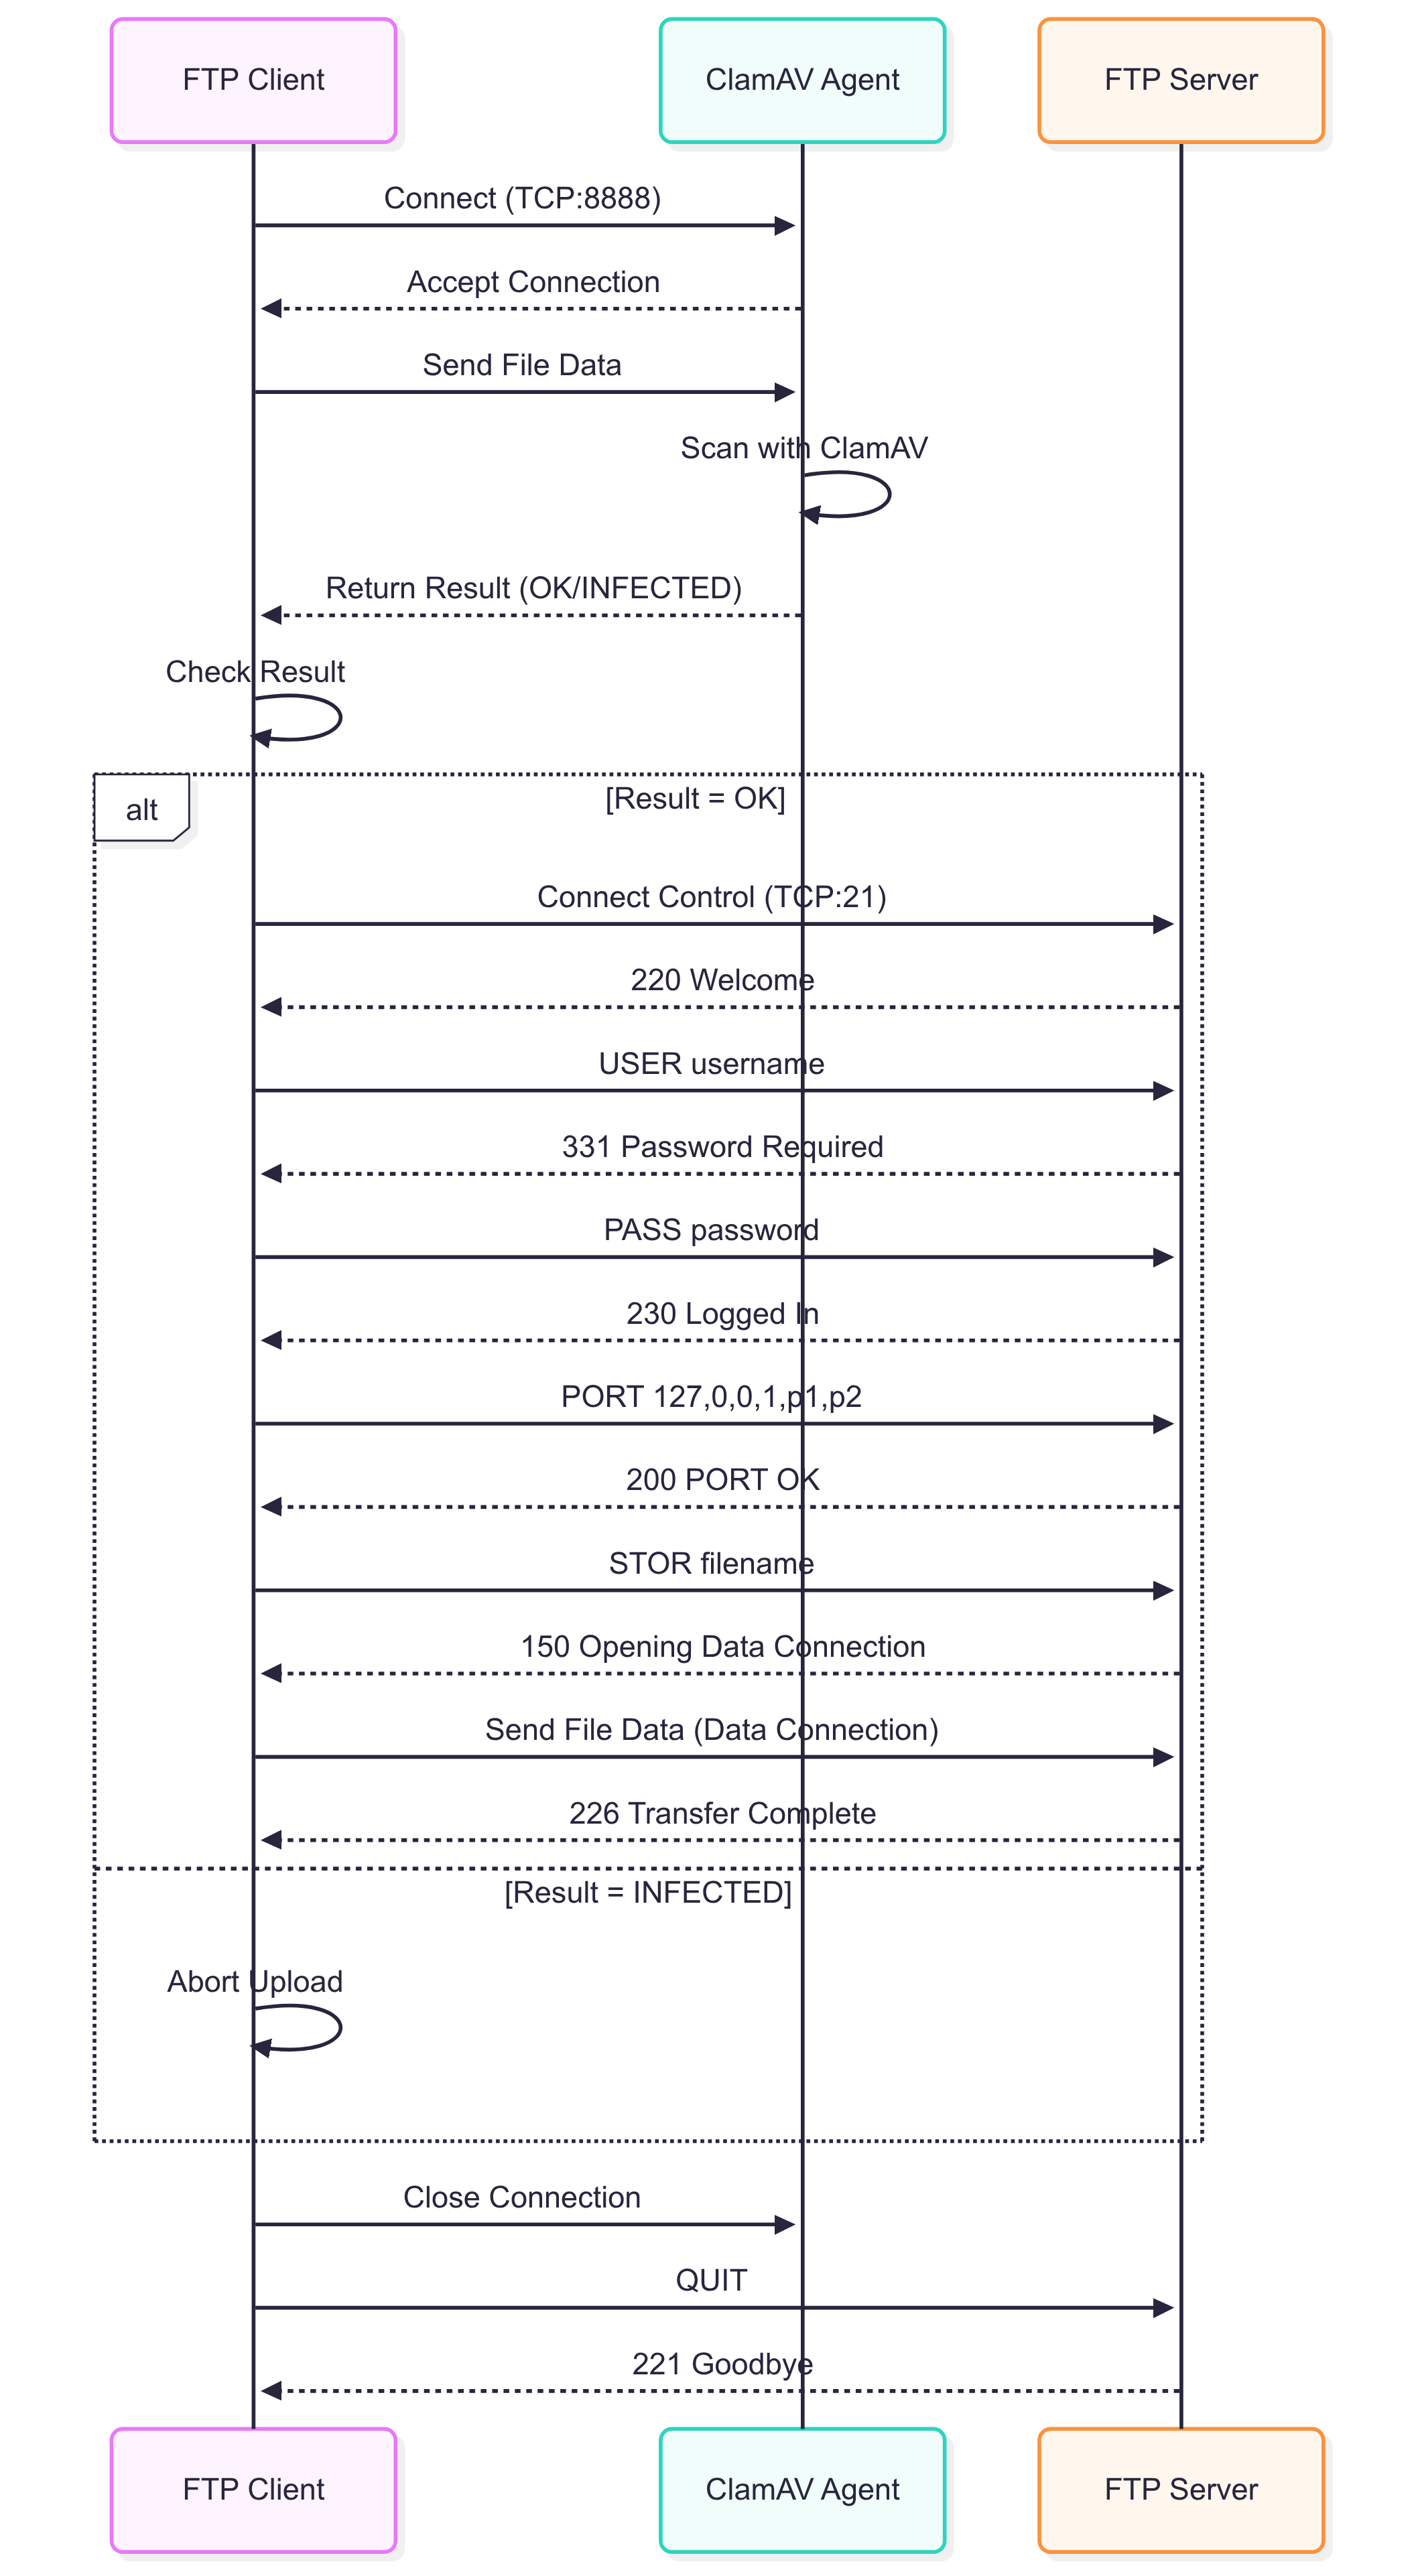 FTP Client
ClamAV Agent
FTP Server
Connect (TCP:8888)
Accept Connection
Send File Data
Scan with ClamAV
Return Result (OK/INFECTED)
Check Result
alt
[Result = OK]
Connect Control (TCP:21)
220 Welcome
USER username
331 Password Required
PASS password
230 Logged In
PORT 127,0,0,1,p1,p2
200 PORT OK
STOR filename
150 Opening Data Connection
Send File Data (Data Connection)
226 Transfer Complete
[Result = INFECTED]
Abort Upload
Close Connection
QUIT
221 Goodbye
FTP Client
ClamAV Agent
FTP Server